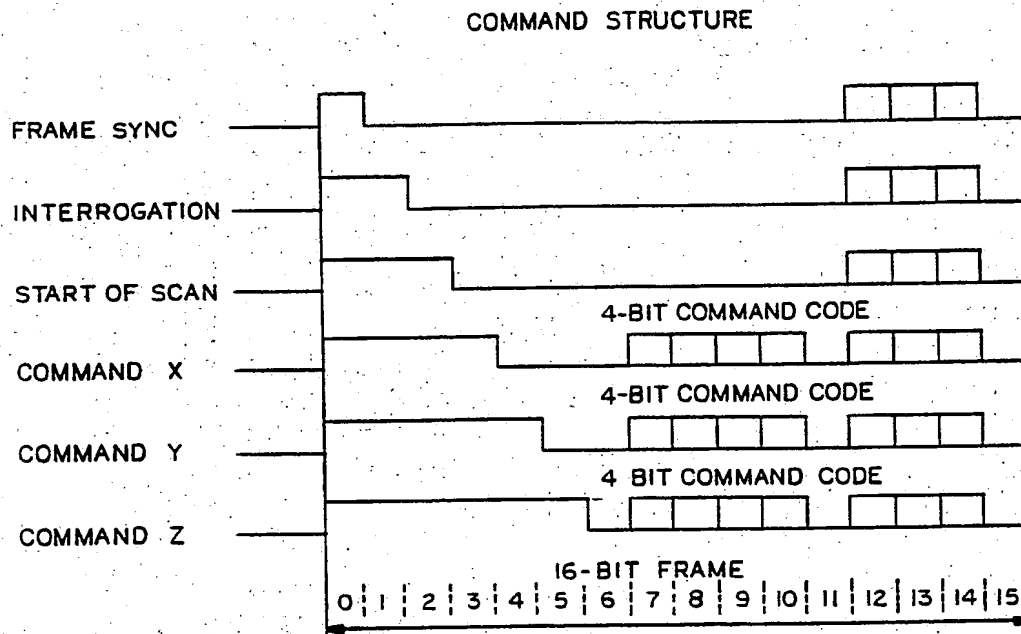 COMMAND STRUCTURE
FRAME SYNC
INTERROGATION
START OF SCAN
4-BIT COMMAND CODE
COMMAND X
4-BIT COMMAND CODE
COMMAND Y
4 BIT COMMAND CODE
COMMAND Z
16-BIT FRAME
0 1 2 3 4 5 6 7 8 9 10 11 12 13 14 15